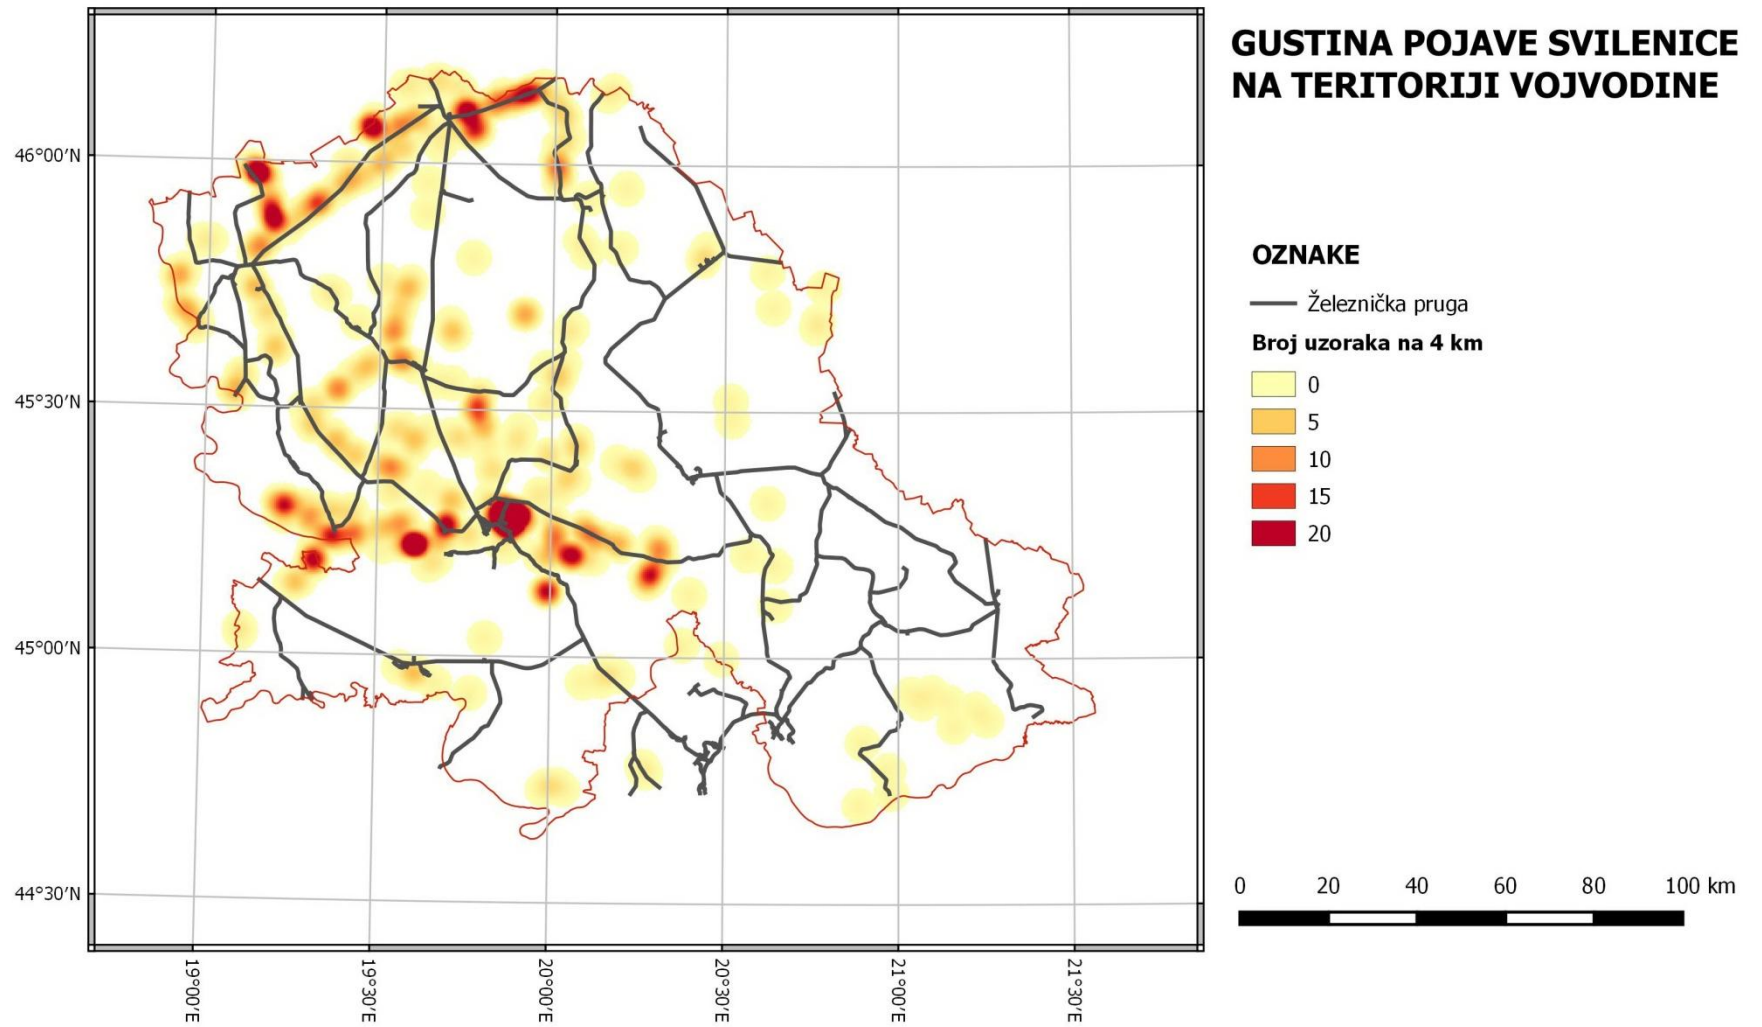 GUSTINA POJAVE SVILENICE
NA TERITORIJI VOJVODINE
OZNAKE
Železnička pruga
Broj uzoraka na 4 km
0
5
10
15
20
0 20 40 60 80 100 km
46°00’N
45°30’N
45°00’N
44°30’N
19°00’E 19°30’E 20°00’E 20°30’E 21°00’E 21°30’E